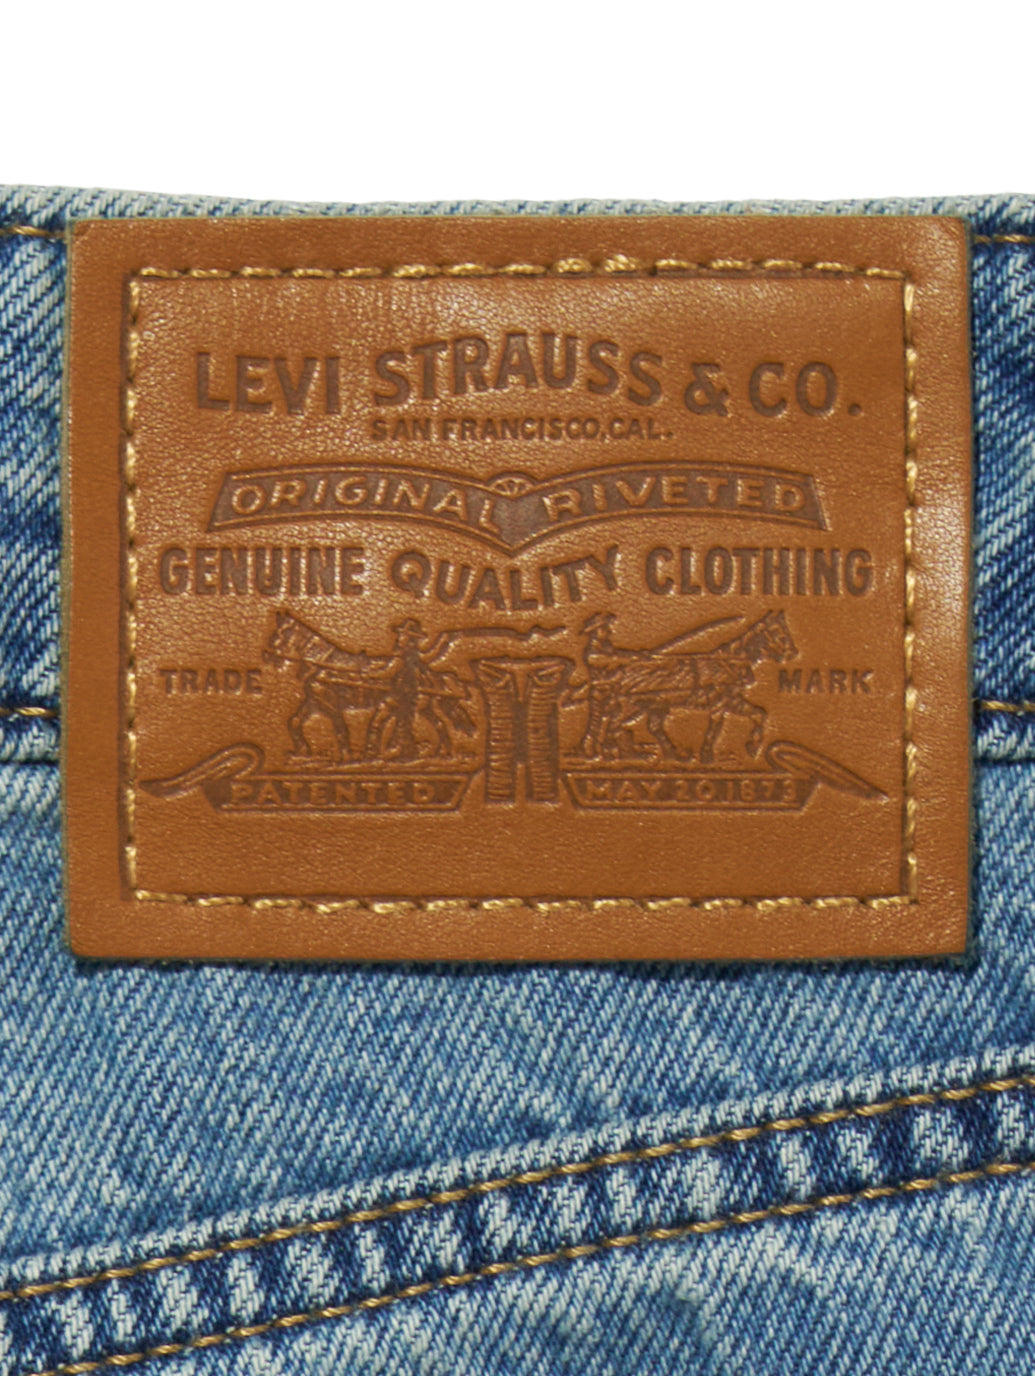 LEVI STRAUSS & CO.
SAN FRANCISCO, CAL.
ORIGINAL RIVETED
GENUINE QUALITY CLOTHING
TRADE MARK
PATENTED MAY 20 1873